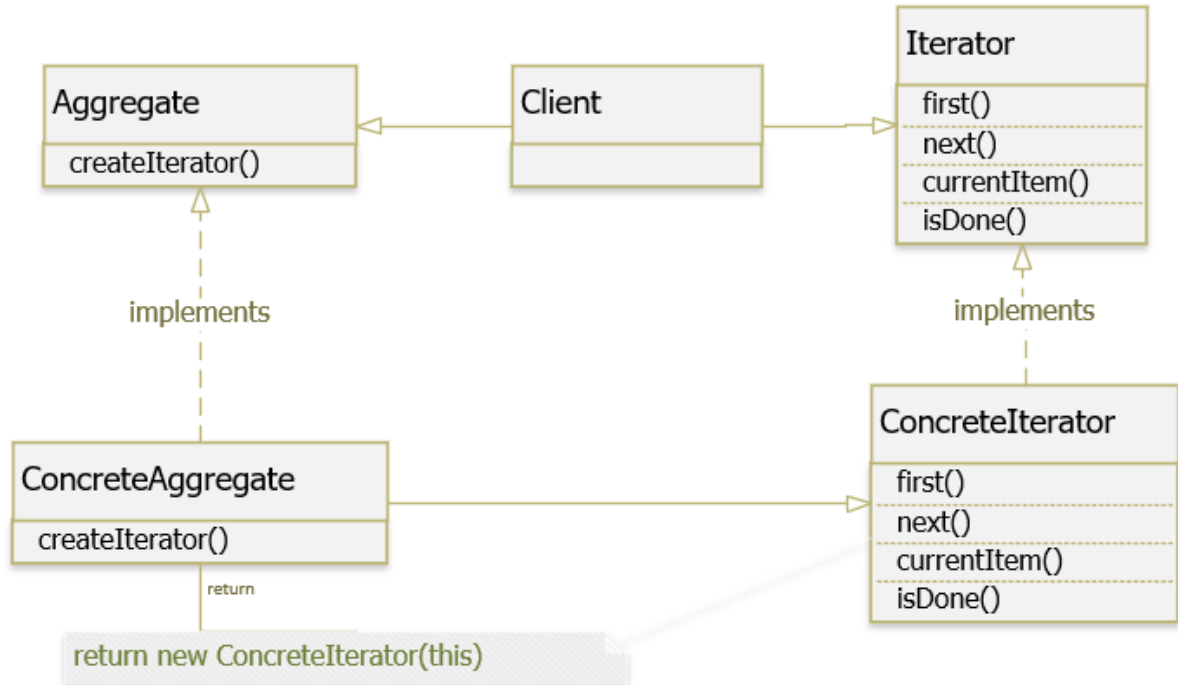 Aggregate
createIterator()
Client
Iterator
first()
next()
currentItem()
isDone()
implements
implements
ConcreteAggregate
createIterator()
ConcreteIterator
first()
next()
currentItem()
isDone()
return
return new ConcreteIterator(this)